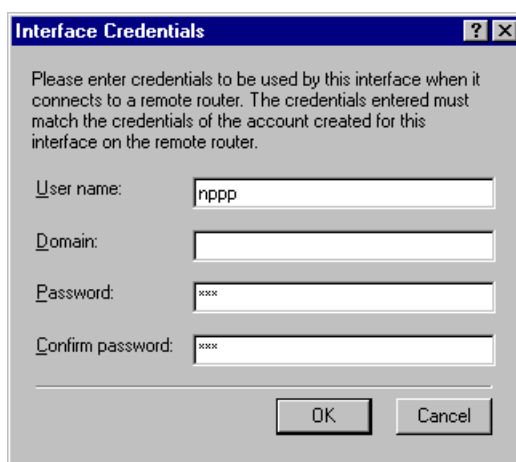 Interface Credentials
Please enter credentials to be used by this interface when it
connects to a remote router. The credentials entered must
match the credentials of the account created for this
interface on the remote router.
User name: nppp
Domain:
Password: ***
Confirm password: ***
OK Cancel